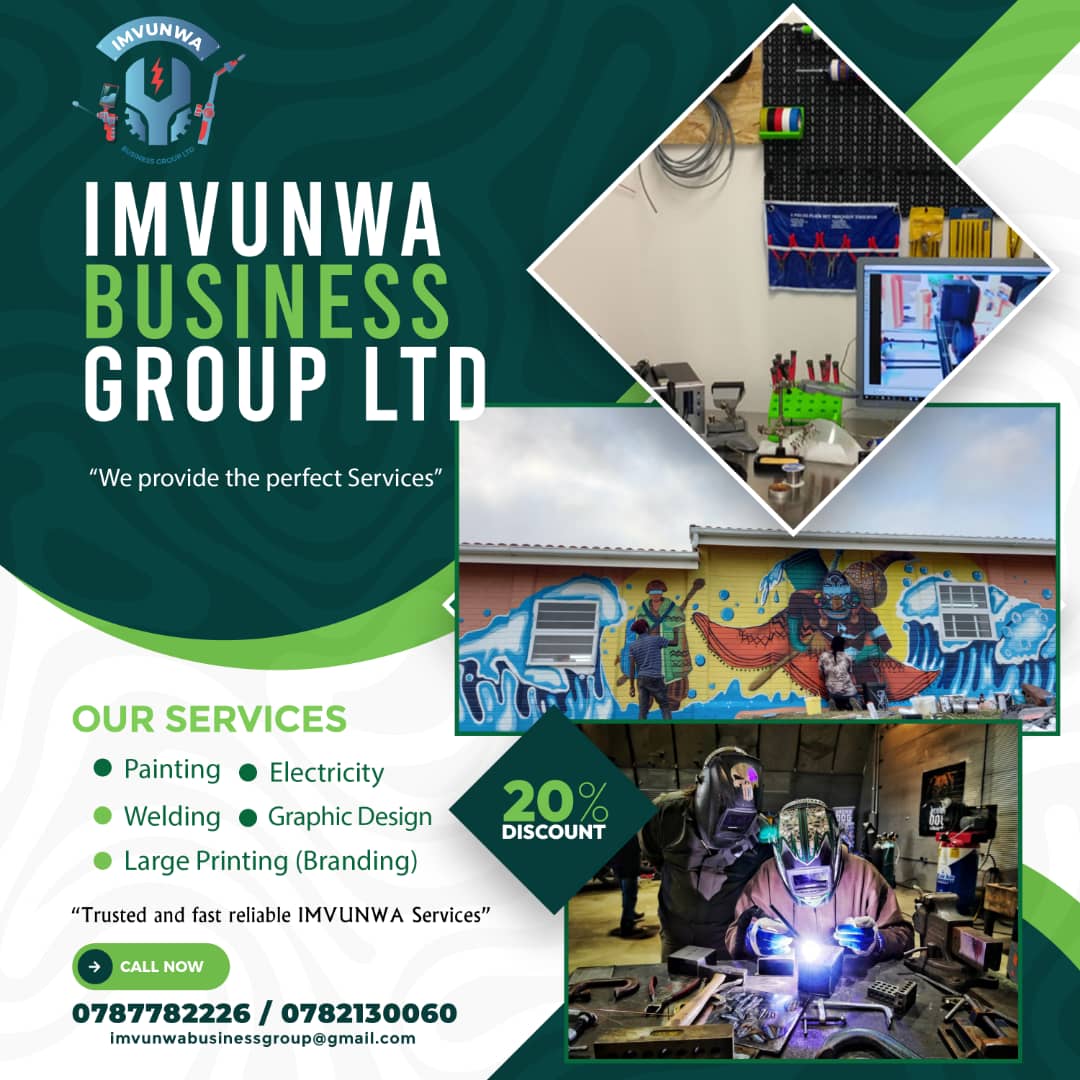 IMVUNWA
BUSINESS GROUP LTD
IMVUNWA
BUSINESS
GROUP LTD
“We provide the perfect Services”
OUR SERVICES
Painting
Electricity
Welding
Graphic Design
Large Printing (Branding)
20%
DISCOUNT
“Trusted and fast reliable IMVUNWA Services”
CALL NOW
0787782226 / 0782130060
imvunwabusinessgroup@gmail.com